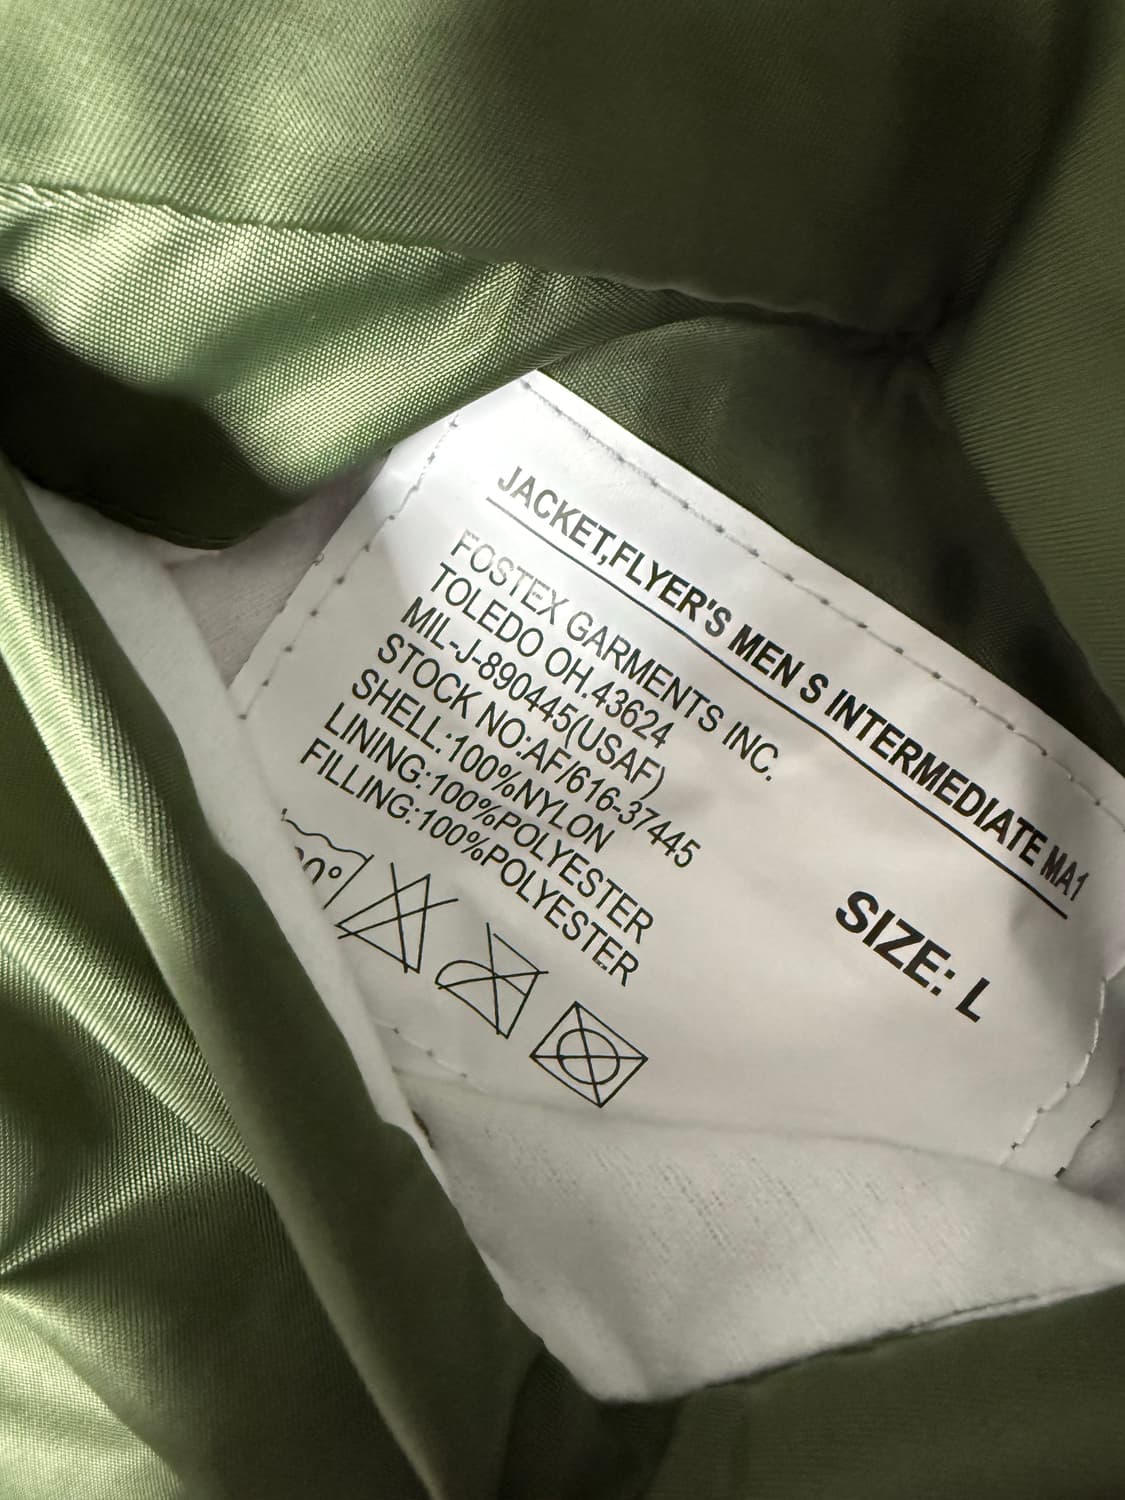 JACKET,FLYER'S MEN S INTERMEDIATE MA1
FOSTEX GARMENTS INC.
TOLEDO OH.43624
MIL-J-890445(USAF)
STOCK NO:AF/616-37445
SHELL:100%NYLON
LINING:100%POLYESTER
FILLING:100%POLYESTER
SIZE: L